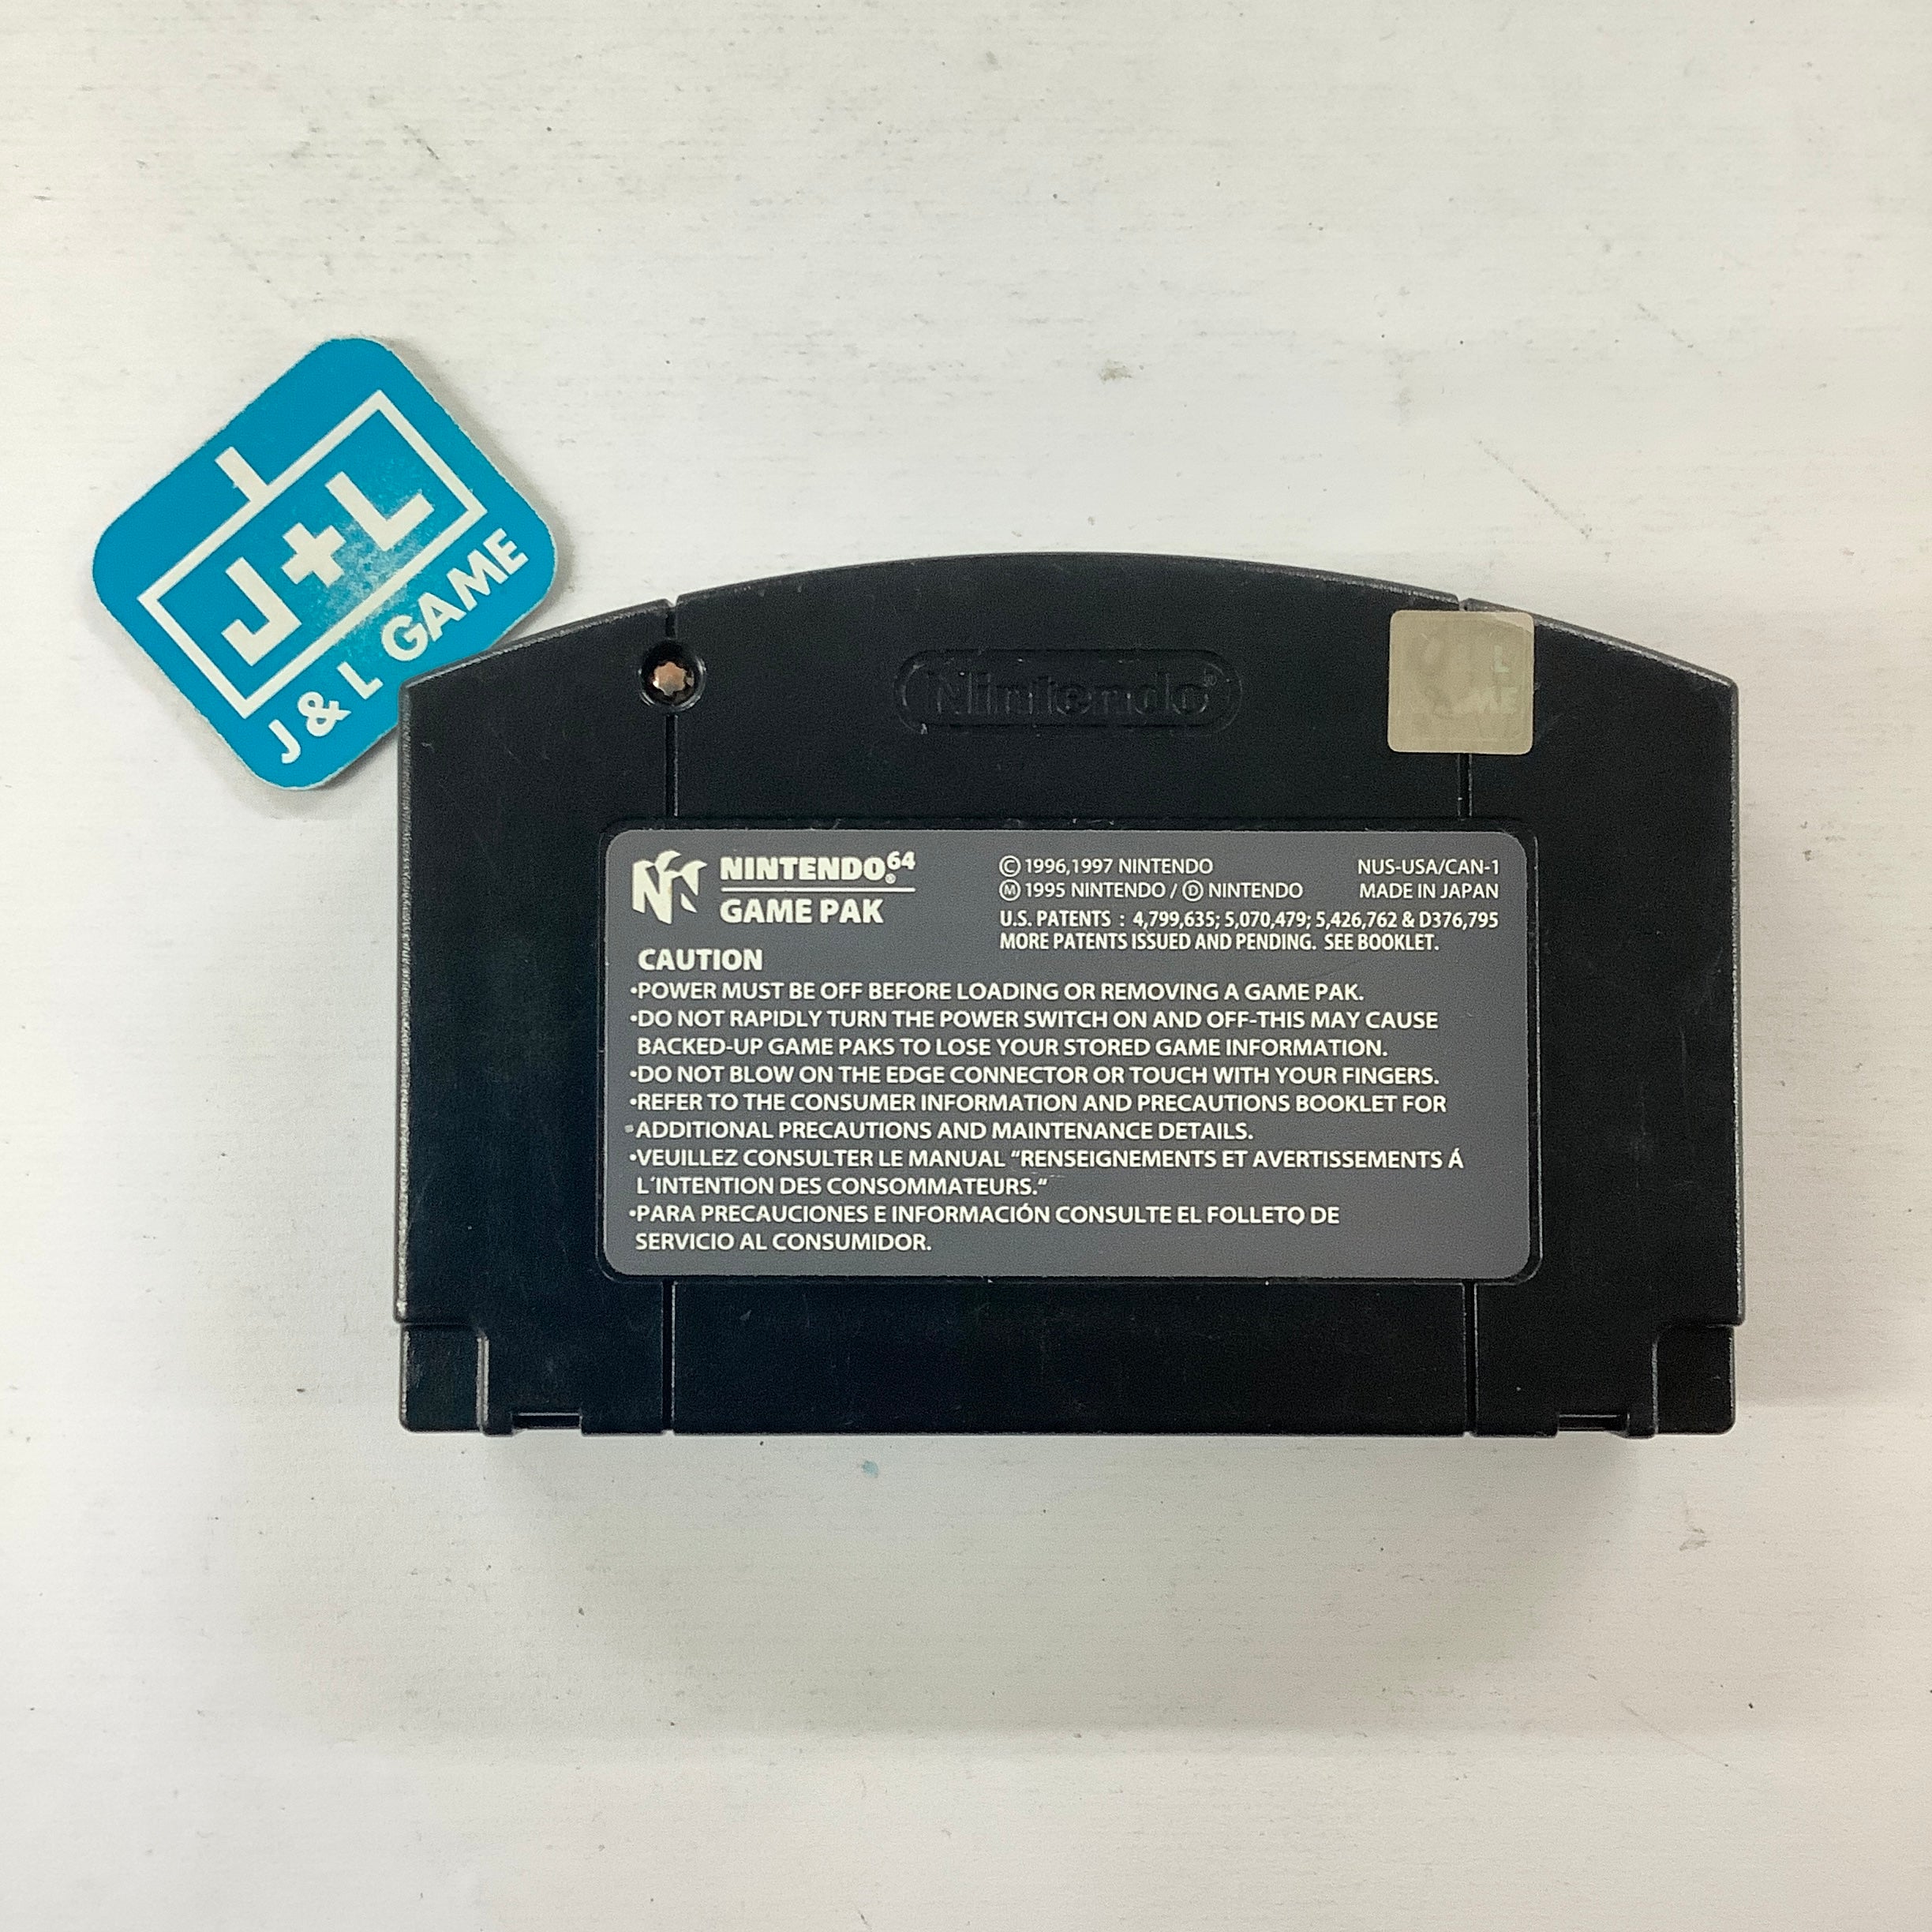 J+L
J & L GAME
Nintendo®
L
ME
NINTENDO®64
GAME PAK
© 1996,1997 NINTENDO
Ⓜ 1995 NINTENDO / Ⓓ NINTENDO
NUS-USA/CAN-1
MADE IN JAPAN
U.S. PATENTS : 4,799,635; 5,070,479; 5,426,762 & D376,795
MORE PATENTS ISSUED AND PENDING. SEE BOOKLET.
CAUTION
•POWER MUST BE OFF BEFORE LOADING OR REMOVING A GAME PAK.
•DO NOT RAPIDLY TURN THE POWER SWITCH ON AND OFF-THIS MAY CAUSE
BACKED-UP GAME PAKS TO LOSE YOUR STORED GAME INFORMATION.
•DO NOT BLOW ON THE EDGE CONNECTOR OR TOUCH WITH YOUR FINGERS.
•REFER TO THE CONSUMER INFORMATION AND PRECAUTIONS BOOKLET FOR
ADDITIONAL PRECAUTIONS AND MAINTENANCE DETAILS.
•VEUILLEZ CONSULTER LE MANUAL “RENSEIGNEMENTS ET AVERTISSEMENTS Á
L´INTENTION DES CONSOMMATEURS.“
•PARA PRECAUCIONES E INFORMACIÓN CONSULTE EL FOLLETO DE
SERVICIO AL CONSUMIDOR.